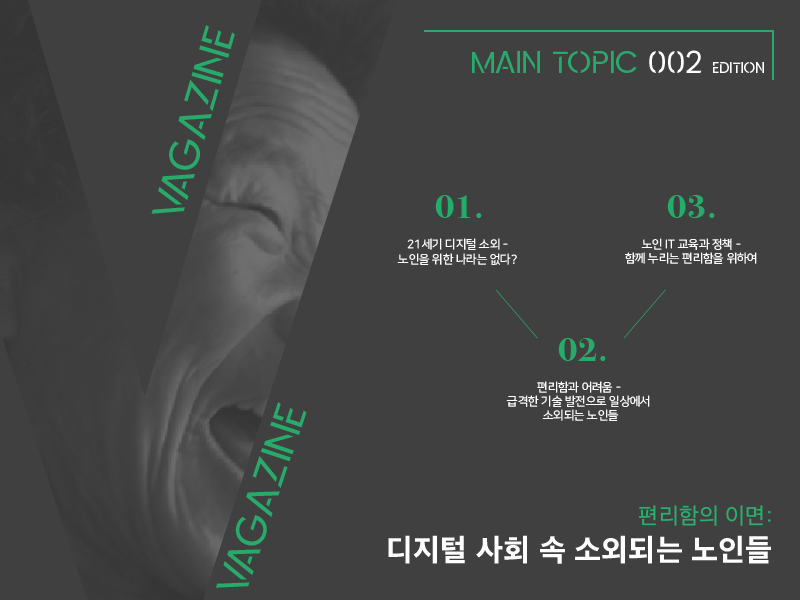 VAGAZINE
MAIN TOPIC 002 EDITION
01.
21세기 디지털 소외 -
노인을 위한 나라는 없다?
03.
노인 IT 교육과 정책 -
함께 누리는 편리함을 위하여
02.
편리함과 어려움 -
급격한 기술 발전으로 일상에서
소외되는 노인들
VAGAZINE
편리함의 이면:
디지털 사회 속 소외되는 노인들